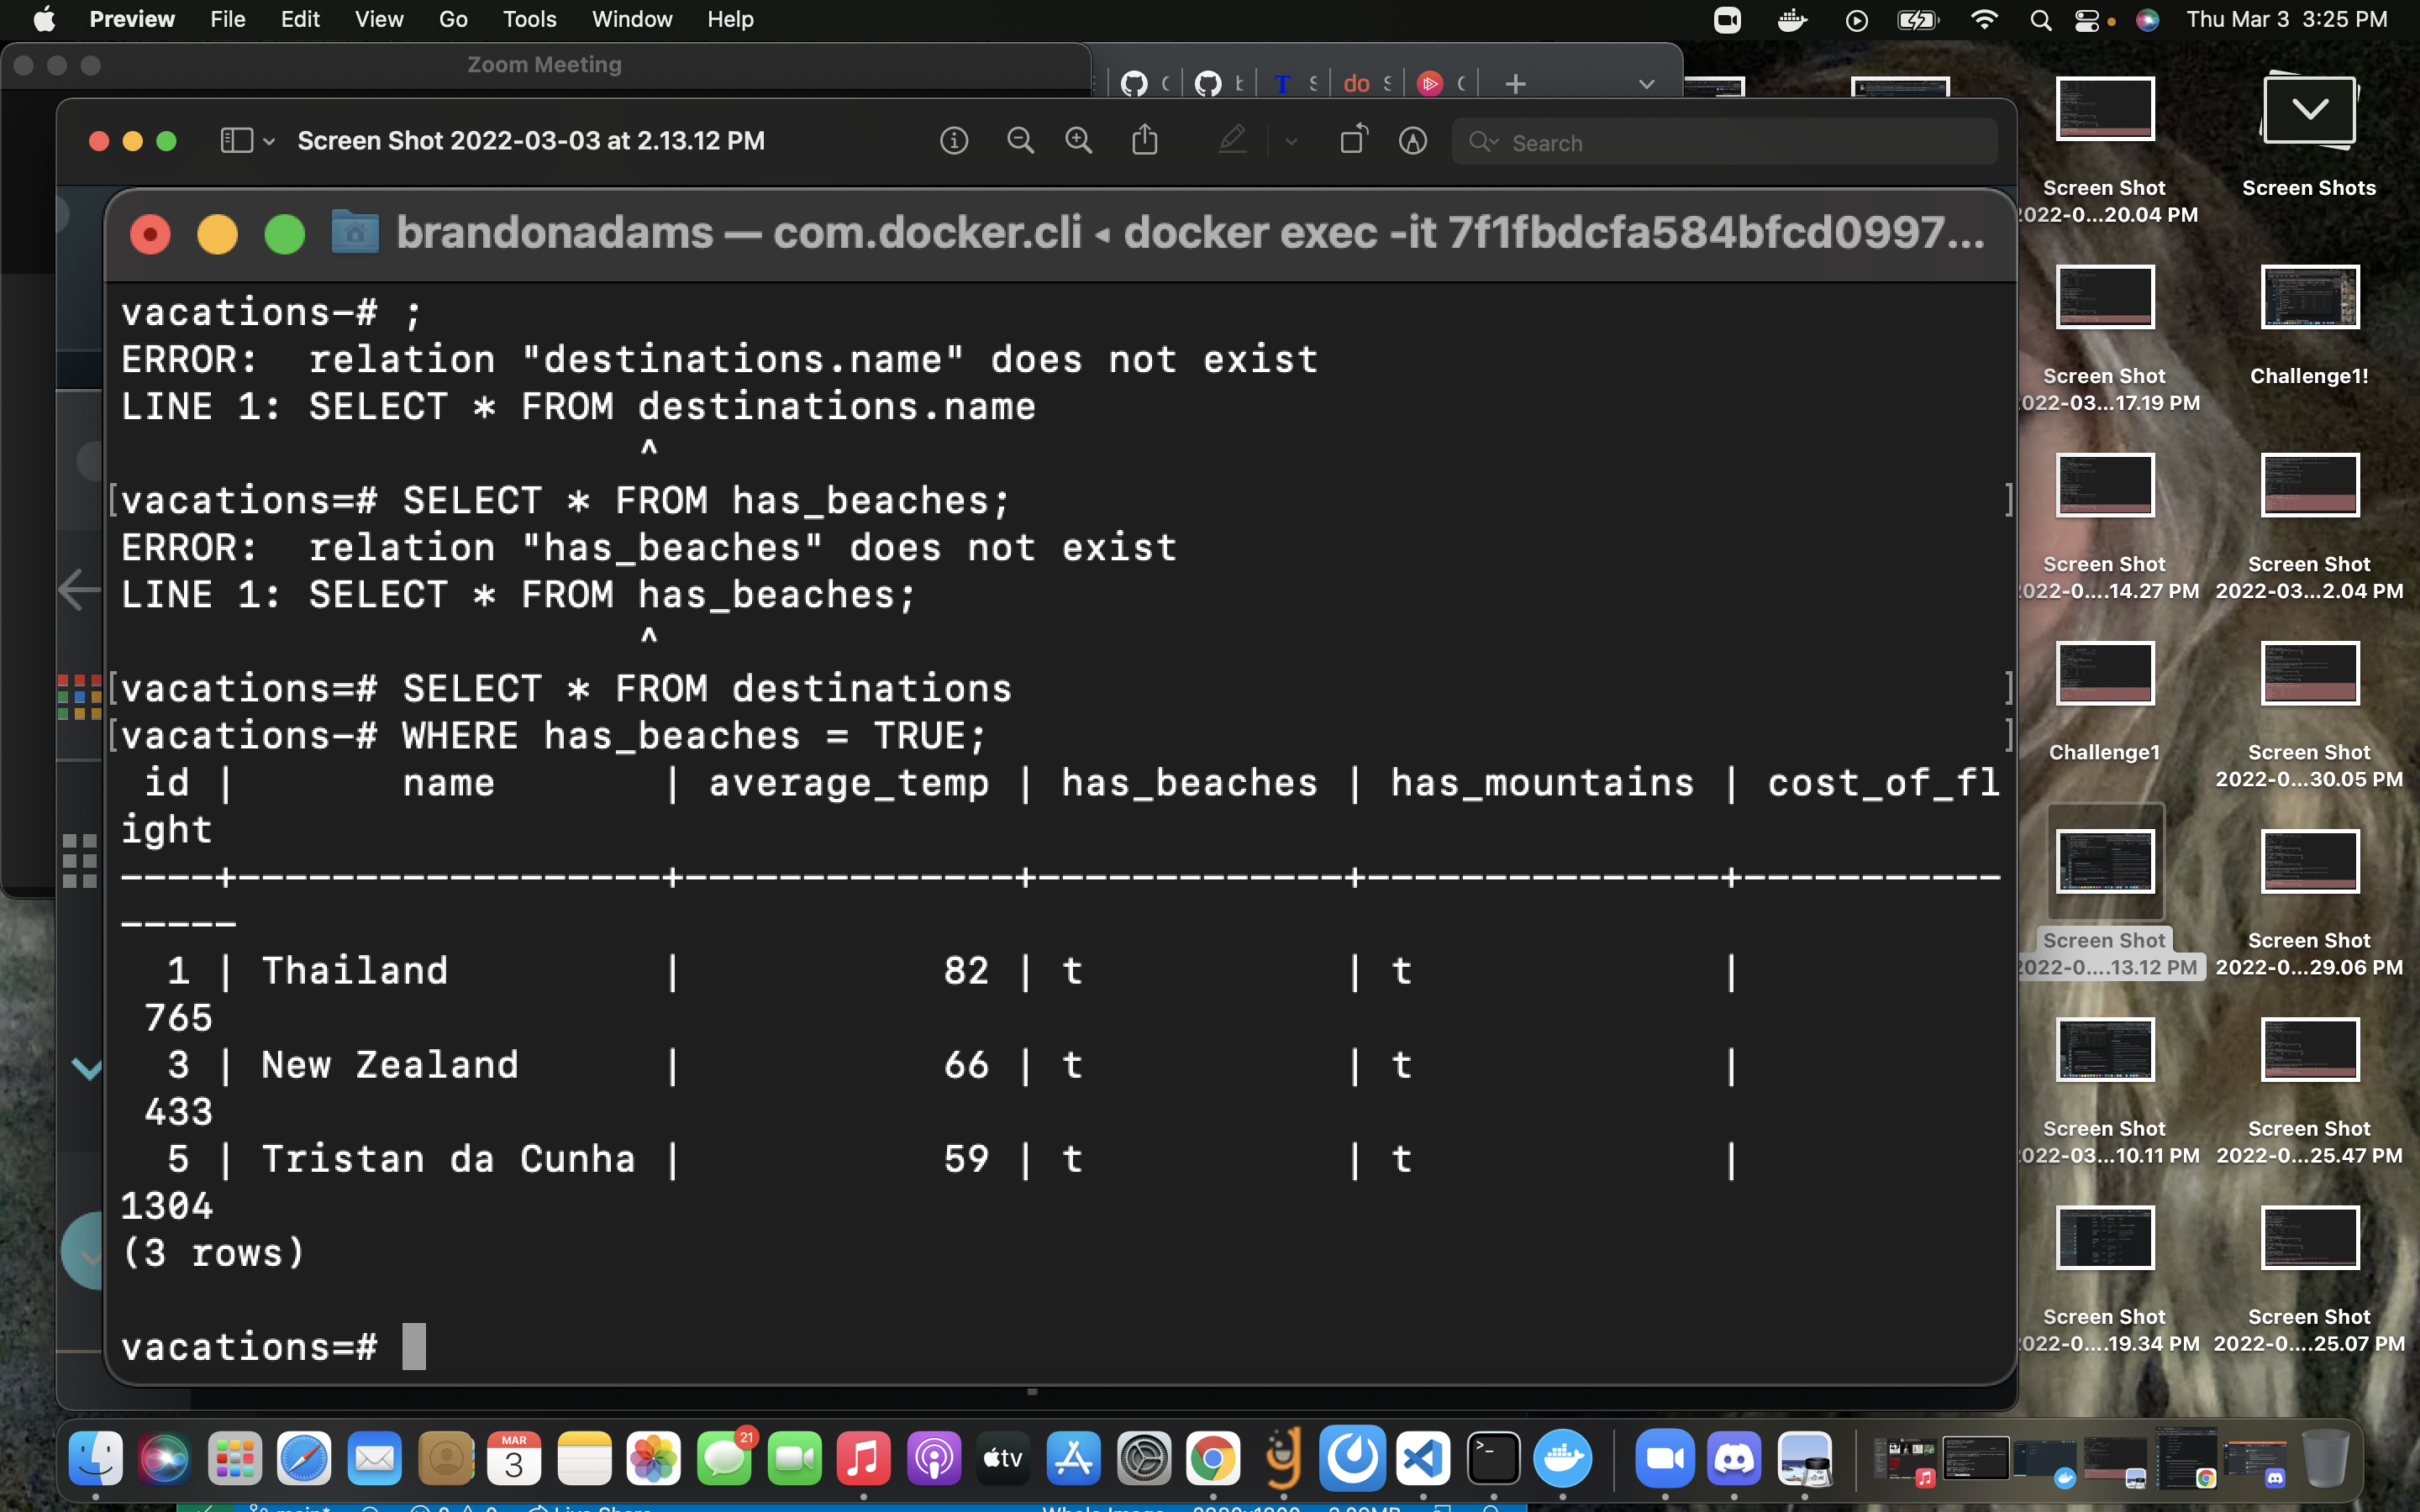 Preview File Edit View Go Tools Window Help Thu Mar 3 3:25 PM
Zoom Meeting
Screen Shot 2022-03-03 at 2.13.12 PM Search
brandonadams — com.docker.cli ◂ docker exec -it 7f1fbdcfa584bfcd0997...
vacations-# ;
ERROR:  relation "destinations.name" does not exist
LINE 1: SELECT * FROM destinations.name
^
[vacations=# SELECT * FROM has_beaches; ]
ERROR:  relation "has_beaches" does not exist
LINE 1: SELECT * FROM has_beaches;
^
[vacations=# SELECT * FROM destinations ]
[vacations-# WHERE has_beaches = TRUE; ]
 id |       name       | average_temp | has_beaches | has_mountains | cost_of_fl
ight
----+------------------+--------------+-------------+---------------+-----------
-----
  1 | Thailand         |           82 | t           | t             |
 765
  3 | New Zealand      |           66 | t           | t             |
 433
  5 | Tristan da Cunha |           59 | t           | t             |
1304
(3 rows)
vacations=#
Screen Shot
2022-0...20.04 PM
Screen Shots
Screen Shot
2022-03...17.19 PM
Challenge1!
Screen Shot
2022-0....14.27 PM
Screen Shot
2022-03...2.04 PM
Challenge1
Screen Shot
2022-0...30.05 PM
Screen Shot
2022-0....13.12 PM
Screen Shot
2022-0...29.06 PM
Screen Shot
2022-03...10.11 PM
Screen Shot
2022-0...25.47 PM
Screen Shot
2022-0....19.34 PM
Screen Shot
2022-0....25.07 PM
MAR
3
21
tv